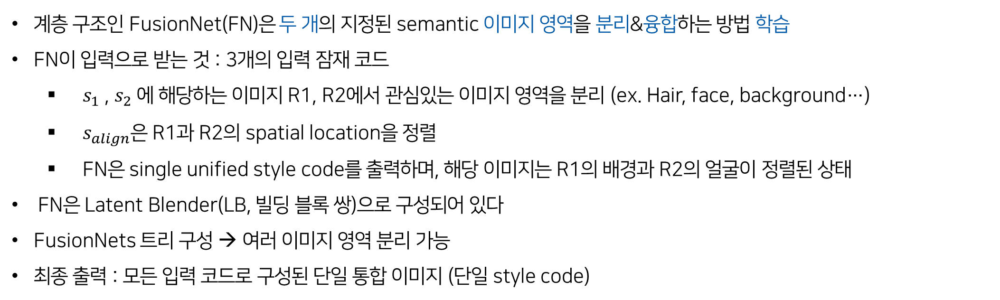 • 계층 구조인 FusionNet(FN)은 두 개의 지정된 semantic 이미지 영역을 분리&융합하는 방법 학습
• FN이 입력으로 받는 것 : 3개의 입력 잠재 코드
▪ s₁ , s₂ 에 해당하는 이미지 R1, R2에서 관심있는 이미지 영역을 분리 (ex. Hair, face, background…)
▪ s_align은 R1과 R2의 spatial location을 정렬
▪ FN은 single unified style code를 출력하며, 해당 이미지는 R1의 배경과 R2의 얼굴이 정렬된 상태
• FN은 Latent Blender(LB, 빌딩 블록 쌍)으로 구성되어 있다
• FusionNets 트리 구성 → 여러 이미지 영역 분리 가능
• 최종 출력 : 모든 입력 코드로 구성된 단일 통합 이미지 (단일 style code)